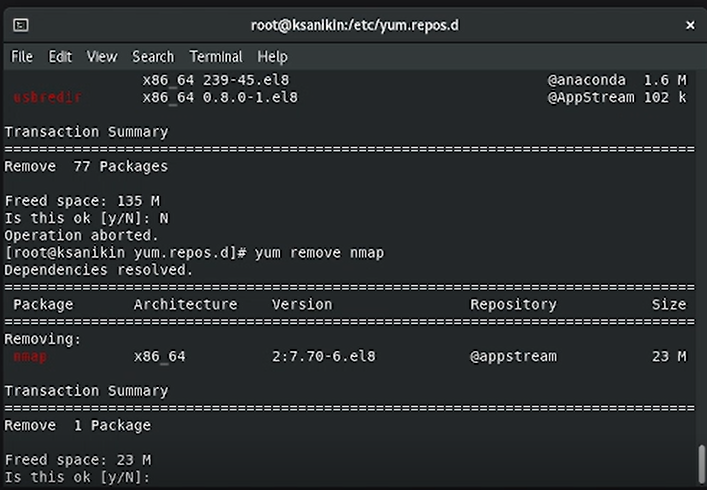 root@ksanikin:/etc/yum.repos.d ×
File Edit View Search Terminal Help
x86_64 239-45.el8 @anaconda 1.6 M
usbredir x86_64 0.8.0-1.el8 @AppStream 102 k
Transaction Summary
================================================================================
Remove 77 Packages
Freed space: 135 M
Is this ok [y/N]: N
Operation aborted.
[root@ksanikin yum.repos.d]# yum remove nmap
Dependencies resolved.
================================================================================
Package Architecture Version Repository Size
================================================================================
Removing:
nmap x86_64 2:7.70-6.el8 @appstream 23 M
Transaction Summary
================================================================================
Remove 1 Package
Freed space: 23 M
Is this ok [y/N]: